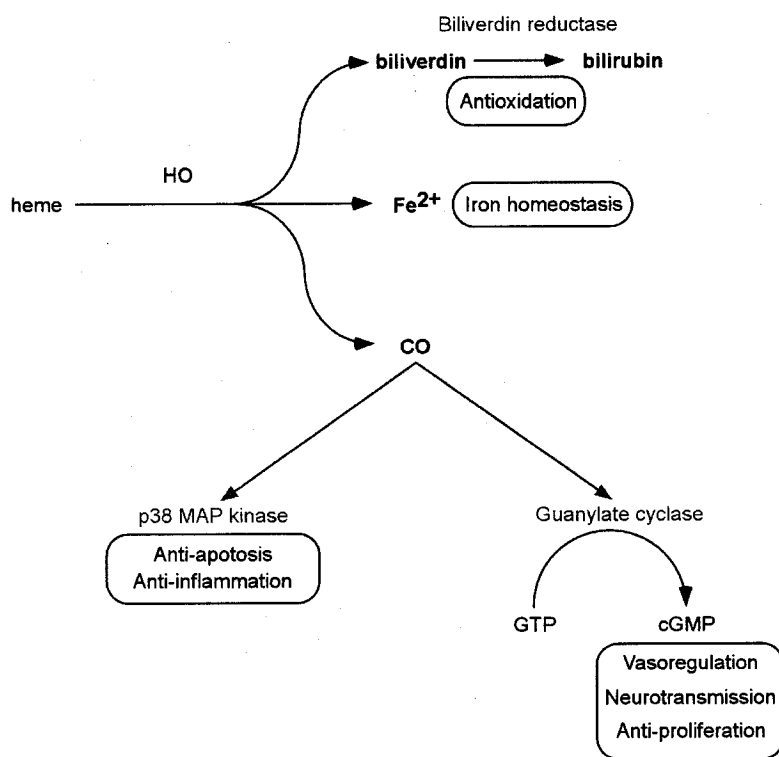 Biliverdin reductase
biliverdin
bilirubin
Antioxidation
HO
heme
Fe2+
Iron homeostasis
CO
p38 MAP kinase
Guanylate cyclase
Anti-apotosis
Anti-inflammation
GTP
cGMP
Vasoregulation
Neurotransmission
Anti-proliferation